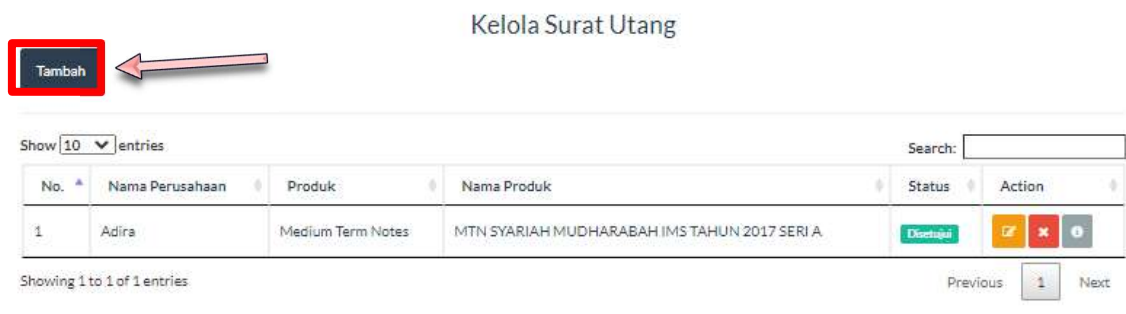 Kelola Surat Utang
Tambah
Show 10 entries
Search:
No. Nama Perusahaan Produk Nama Produk Status Action
1 Adira Medium Term Notes MTN SYARIAH MUDHARABAH IMS TAHUN 2017 SERI A Disetujui
Showing 1 to 1 of 1 entries
Previous 1 Next